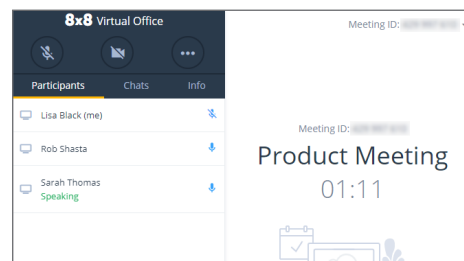 8x8 Virtual Office
Meeting ID:
Participants
Chats
Info
Lisa Black (me)
Rob Shasta
Sarah Thomas
Speaking
Meeting ID:
Product Meeting
01:11